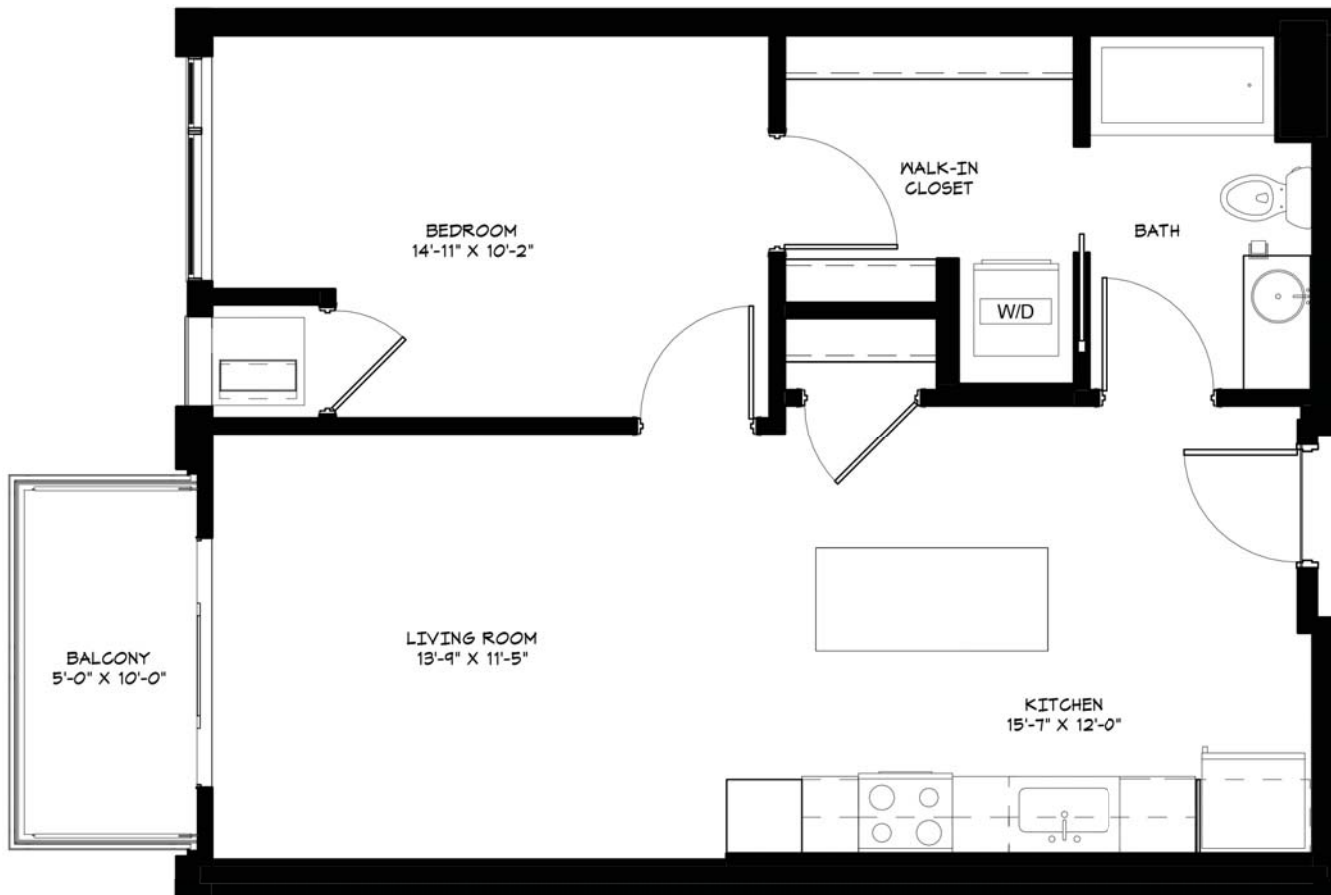 WALK-IN
CLOSET
BEDROOM
14'-11" X 10'-2"
BATH
W/D
LIVING ROOM
13'-9" X 11'-5"
BALCONY
5'-0" X 10'-0"
KITCHEN
15'-7" X 12'-0"